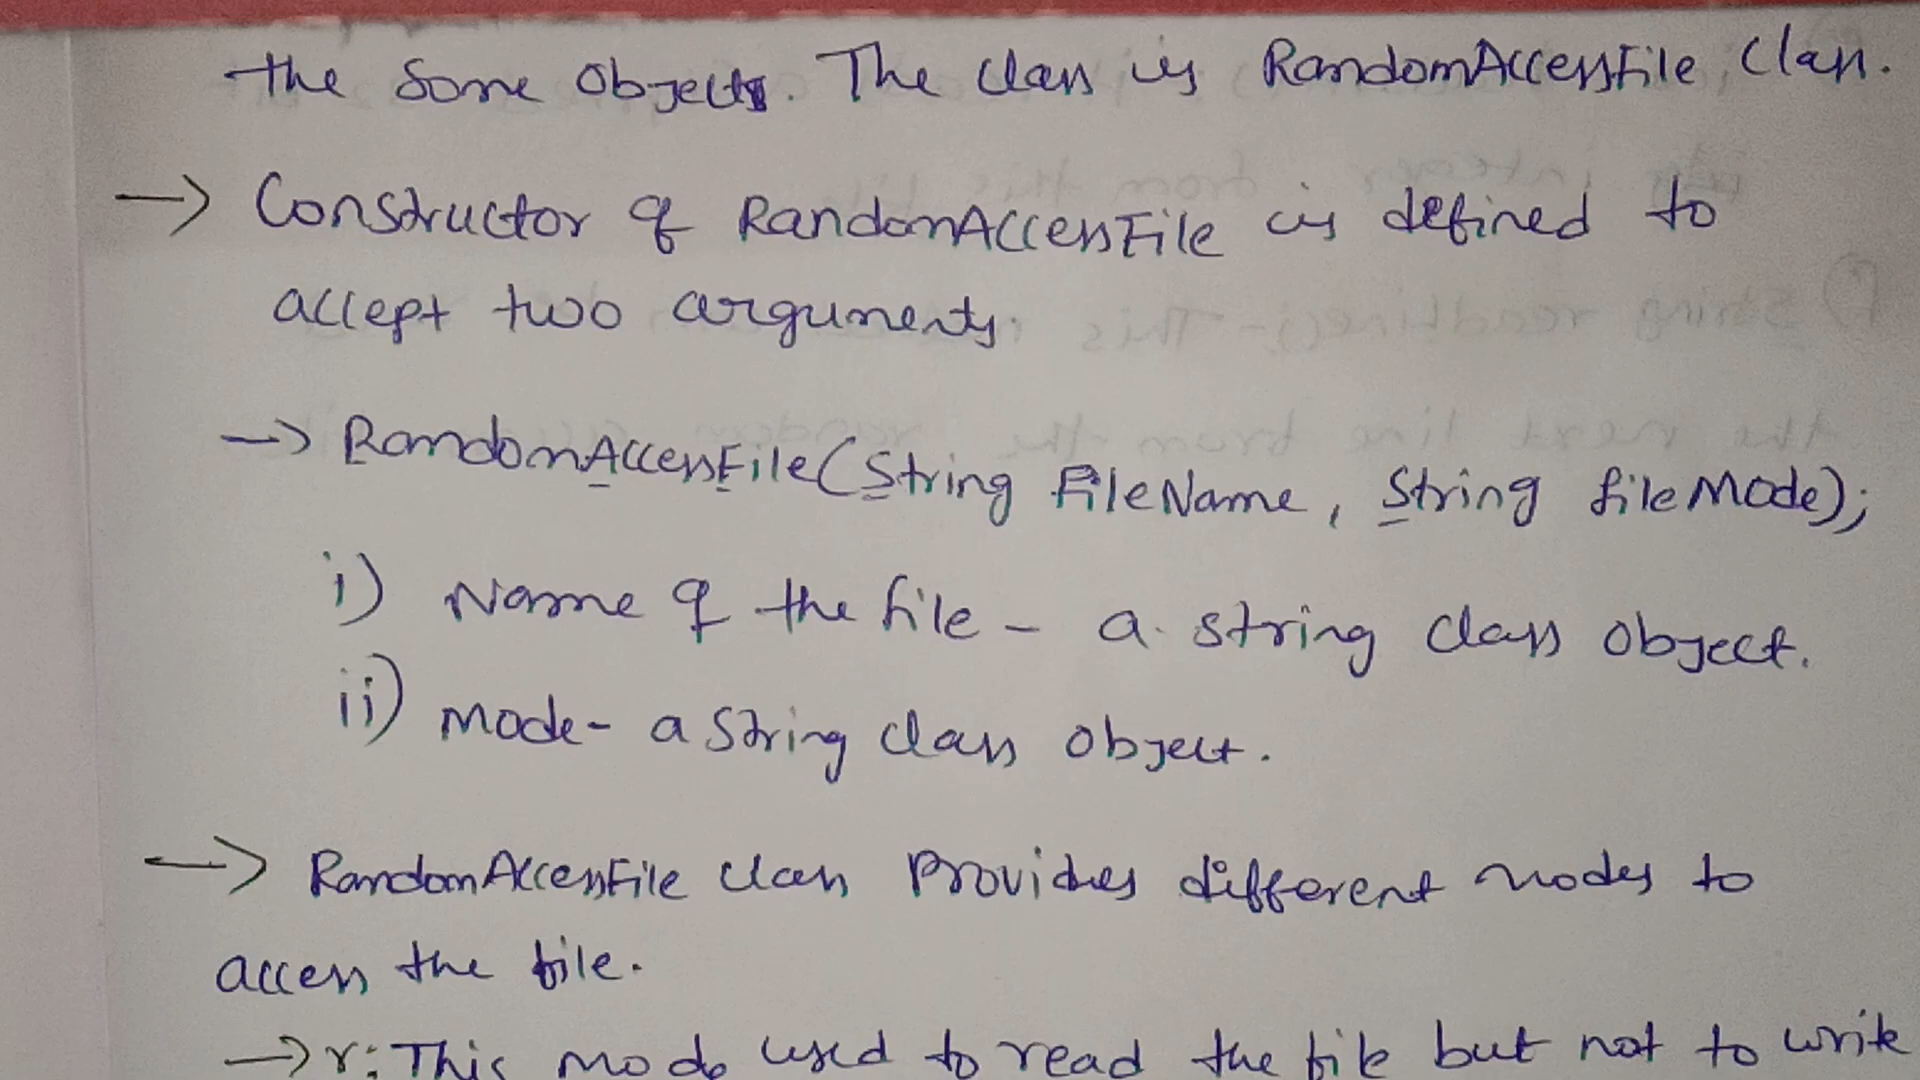 the same object. The class is RandomAccessFile class.
→ Constructor of RandomAccessFile is defined to
accept two arguments.
→ RandomAccessFile(String FileName, String fileMode);
i) Name of the file - a string class object.
ii) mode - a string class object.
→ RandomAccessFile class provides different modes to
access the file.
→ r: This mode used to read the file but not to write